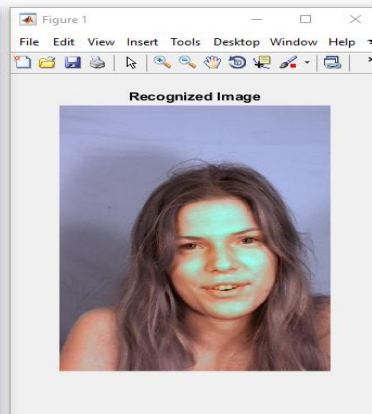 Figure 1
File Edit View Insert Tools Desktop Window Help
Recognized Image